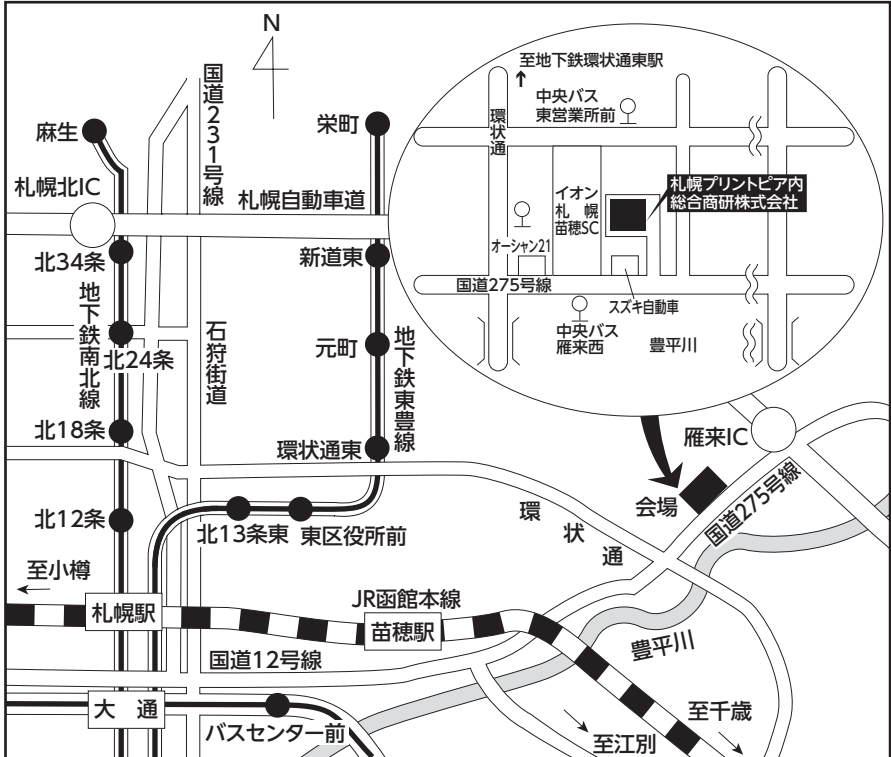 N
国道231号線
麻生
栄町
札幌北IC
札幌自動車道
北34条
新道東
地下鉄南北線
北24条
石狩街道
元町
地下鉄東豊線
北18条
環状通東
北12条
北13条東
東区役所前
至小樽
札幌駅
JR函館本線
苗穂駅
国道12号線
大 通
バスセンター前
至地下鉄環状通東駅
中央バス
東営業所前
環状通
イオン
札 幌
苗穂SC
札幌プリントピア内
総合商研株式会社
オーシャン21
国道275号線
スズキ自動車
中央バス
雁来西
豊平川
雁来IC
会場
国道275号線
環状通
豊平川
至千歳
至江別